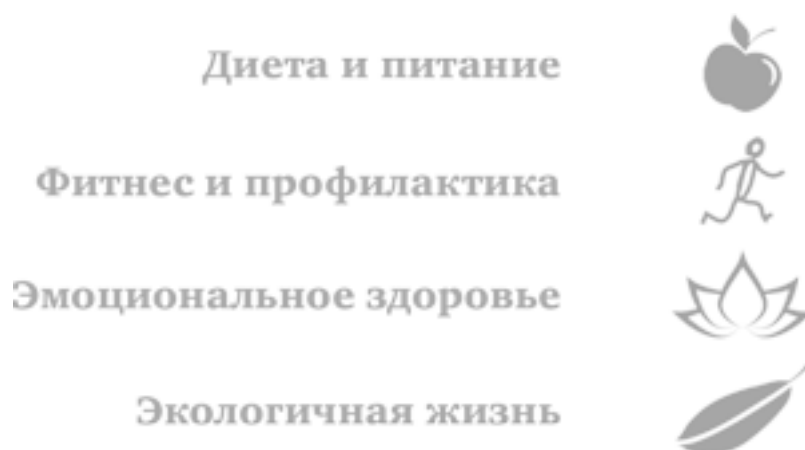 Диета и питание
Фитнес и профилактика
Эмоциональное здоровье
Экологичная жизнь